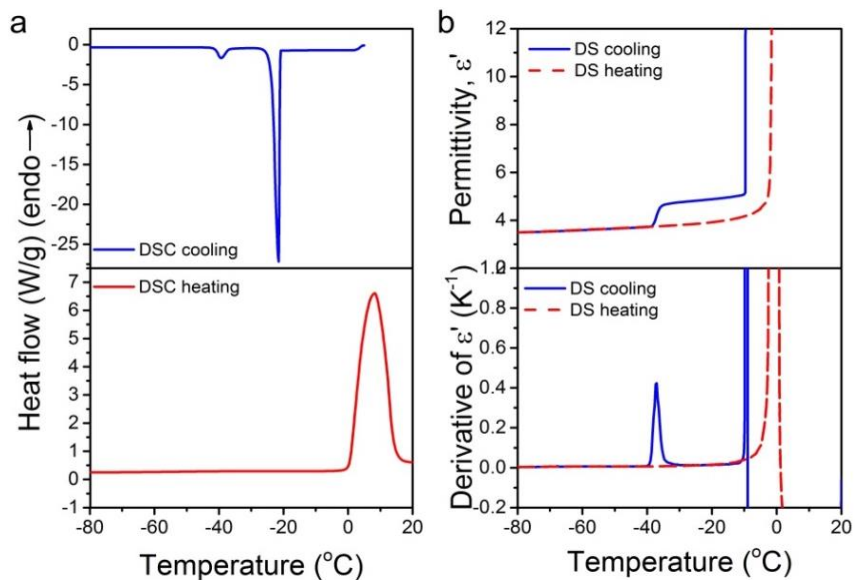 a
Heat flow (W/g) (endo→)
0
-5
-10
-15
-20
-25
DSC cooling
7
6
5
4
3
2
1
0
-1
DSC heating
-80 -60 -40 -20 0 20
Temperature (°C)
b
Permittivity, ε'
12
10
8
6
4
2
DS cooling
DS heating
Derivative of ε' (K⁻¹)
1.0
0.8
0.6
0.4
0.2
0.0
-0.2
DS cooling
DS heating
-80 -60 -40 -20 0 20
Temperature (°C)